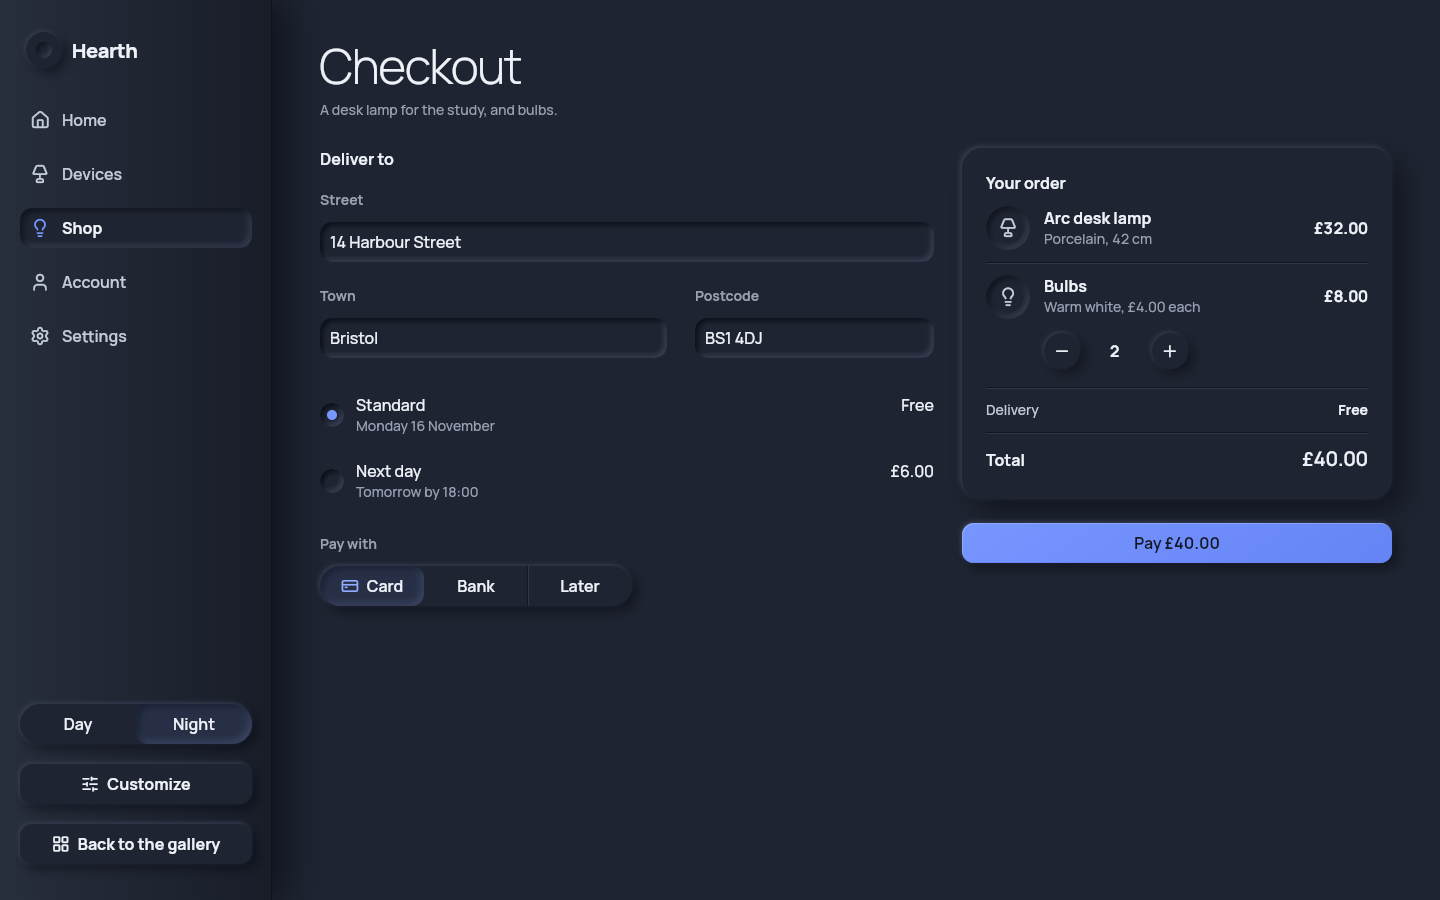 Hearth
Home
Devices
Shop
Account
Settings
Day
Night
Customize
Back to the gallery
Checkout
A desk lamp for the study, and bulbs.
Deliver to
Street
14 Harbour Street
Town
Postcode
Bristol
BS1 4DJ
Standard
Free
Monday 16 November
Next day
£6.00
Tomorrow by 18:00
Pay with
Card
Bank
Later
Your order
Arc desk lamp
£32.00
Porcelain, 42 cm
Bulbs
£8.00
Warm white, £4.00 each
2
Delivery
Free
Total
£40.00
Pay £40.00